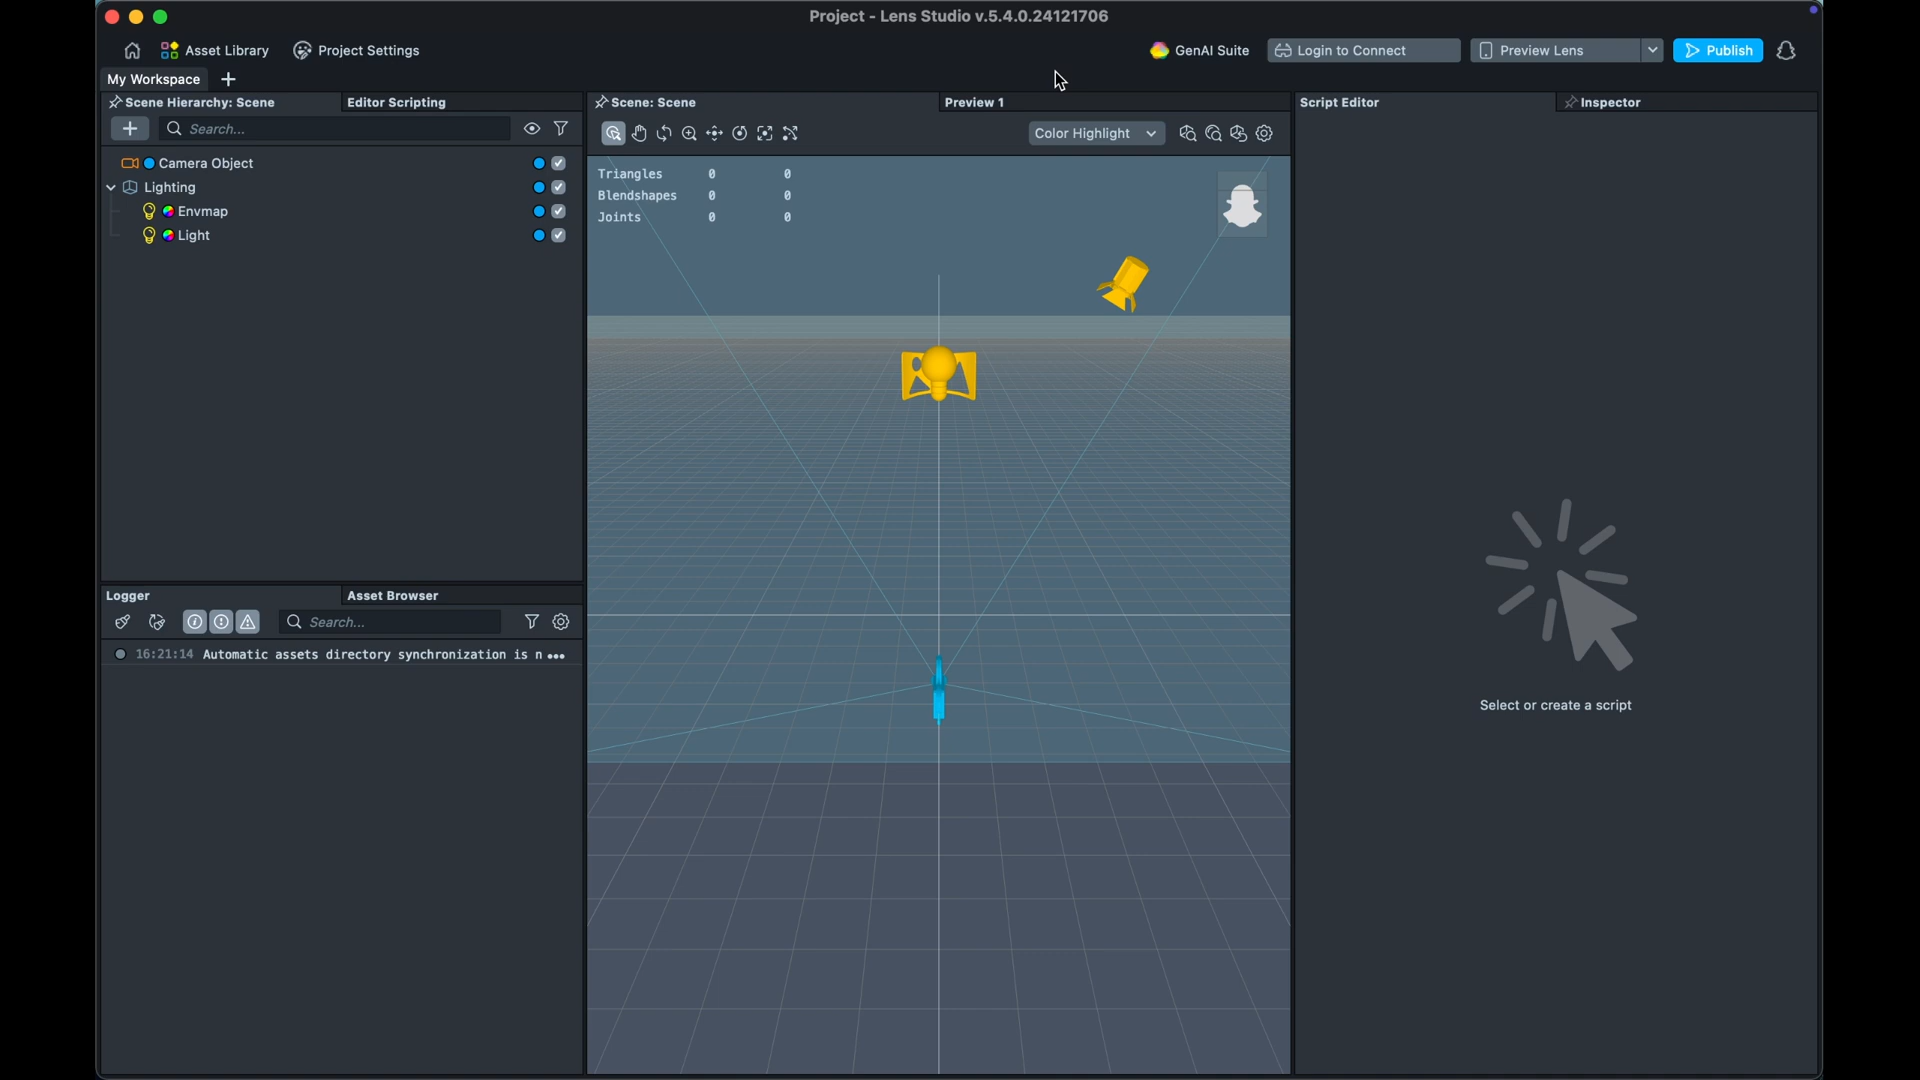 Project - Lens Studio v.5.4.0.24121706
Asset Library
Project Settings
GenAI Suite
Login to Connect
Preview Lens
Publish
My Workspace
Scene Hierarchy: Scene
Editor Scripting
Scene: Scene
Preview 1
Script Editor
Inspector
Search...
Color Highlight
Camera Object
Lighting
Envmap
Light
Triangles 0 0
Blendshapes 0 0
Joints 0 0
Logger
Asset Browser
Search...
16:21:14 Automatic assets directory synchronization is n •••
Select or create a script